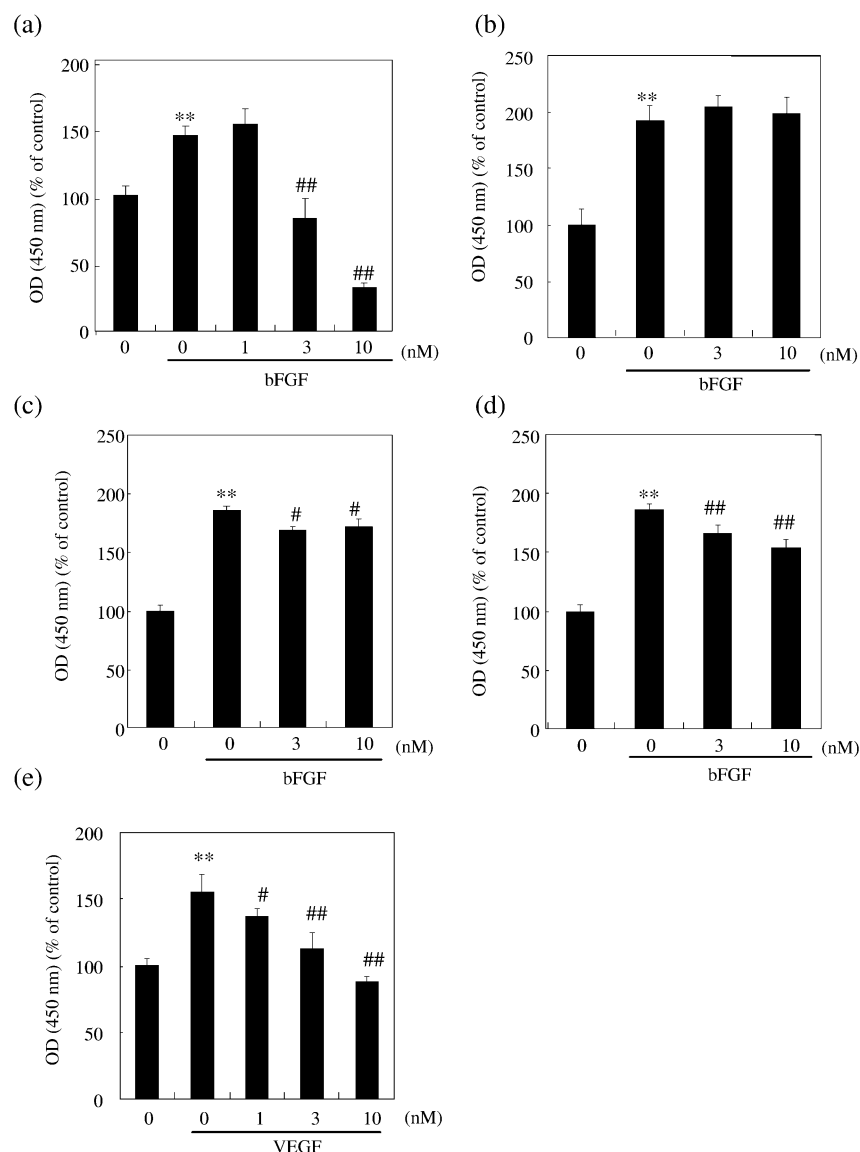 (a)
OD (450 nm) (% of control)
200
150
100
50
0
**
##
##
0 0 1 3 10 (nM)
bFGF
(b)
OD (450 nm) (% of control)
250
200
150
100
50
0
**
0 0 3 10 (nM)
bFGF
(c)
OD (450 nm) (% of control)
250
200
150
100
50
0
**
#
#
0 0 3 10 (nM)
bFGF
(d)
OD (450 nm) (% of control)
250
200
150
100
50
0
**
##
##
0 0 3 10 (nM)
bFGF
(e)
OD (450 nm) (% of control)
200
150
100
50
0
**
#
##
##
0 0 1 3 10 (nM)
VEGF